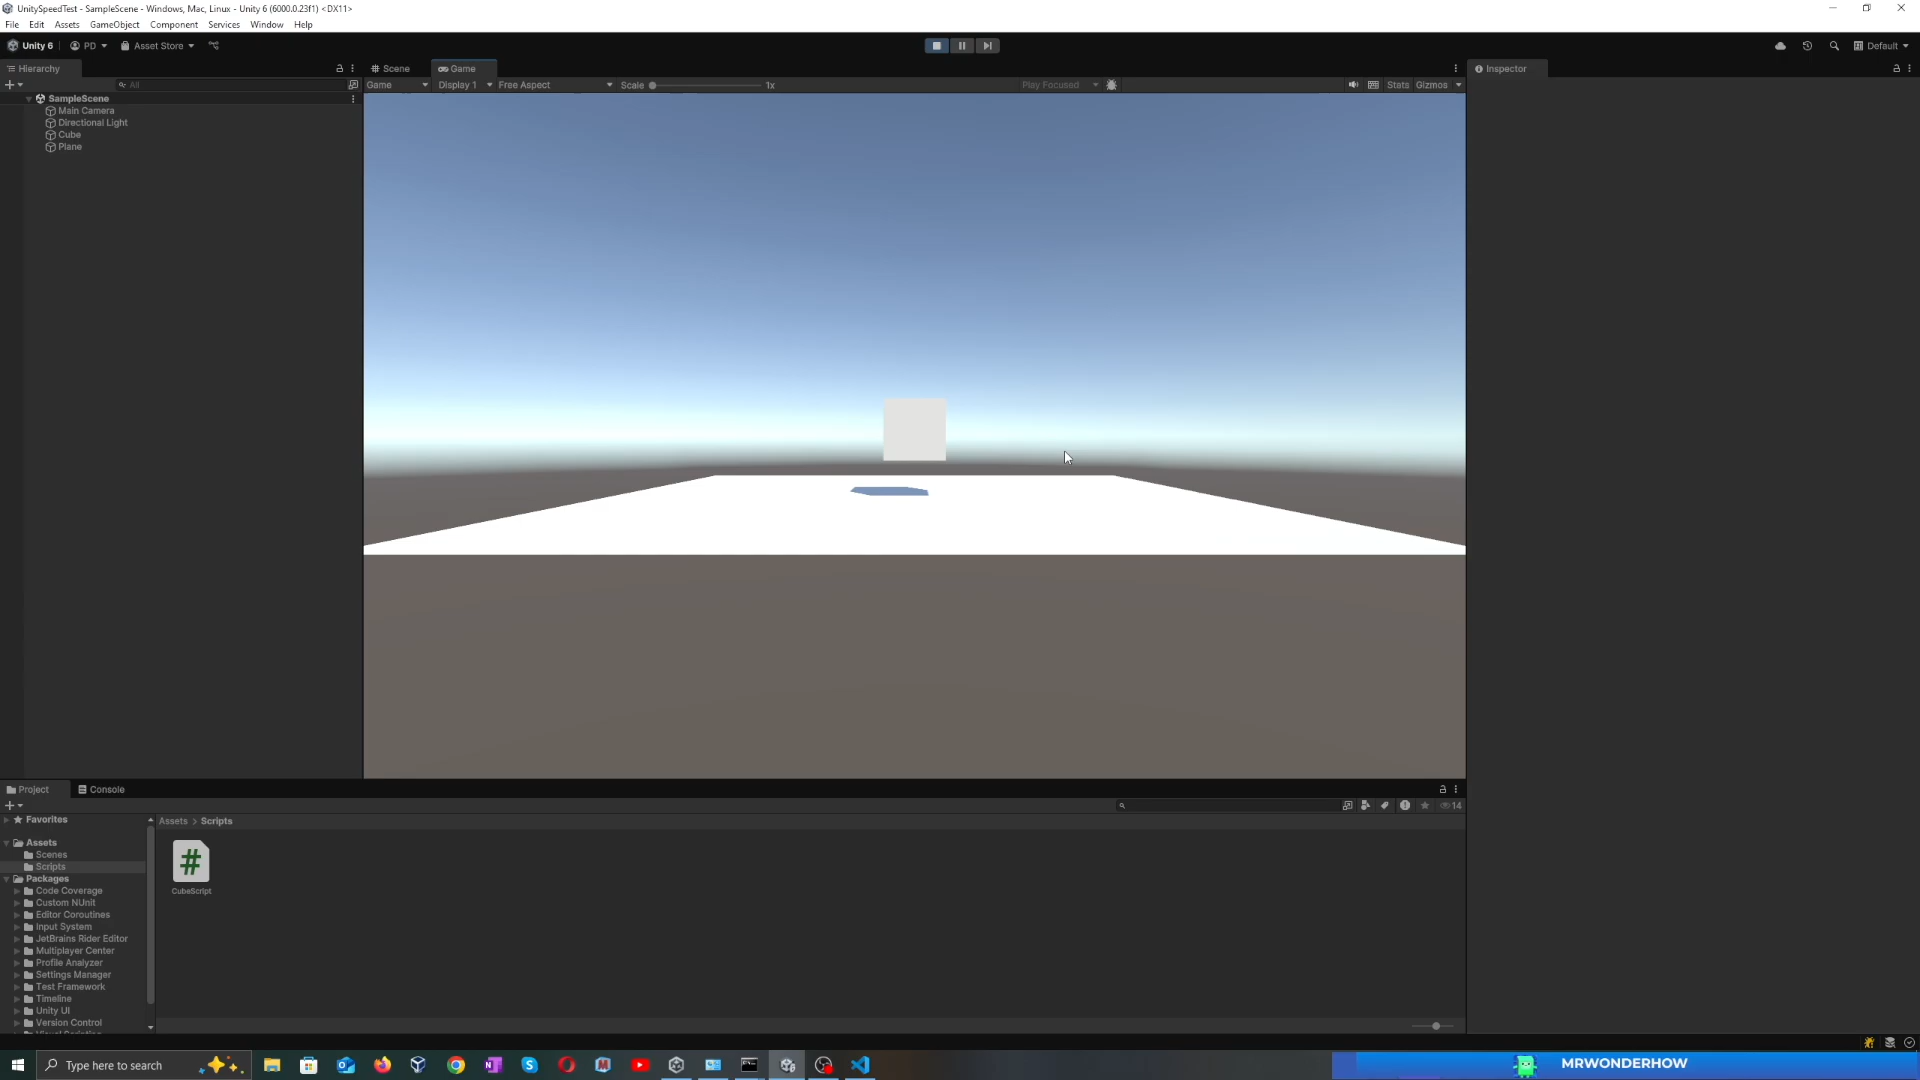 UnitySpeedTest - SampleScene - Windows, Mac, Linux - Unity 6 (6000.0.23f1) <DX11>
File Edit Assets GameObject Component Services Window Help
Unity 6 PD Asset Store Default
Hierarchy
Scene Game
Inspector
All
Game Display 1 Free Aspect Scale 1x Play Focused Stats Gizmos
SampleScene
Main Camera
Directional Light
Cube
Plane
Project Console
14
Favorites
Assets > Scripts
Assets
Scenes
Scripts
Packages
Code Coverage
Custom NUnit
Editor Coroutines
Input System
JetBrains Rider Editor
Multiplayer Center
Profile Analyzer
Settings Manager
Test Framework
Timeline
Unity UI
Version Control
#
CubeScript
Type here to search
MRWONDERHOW